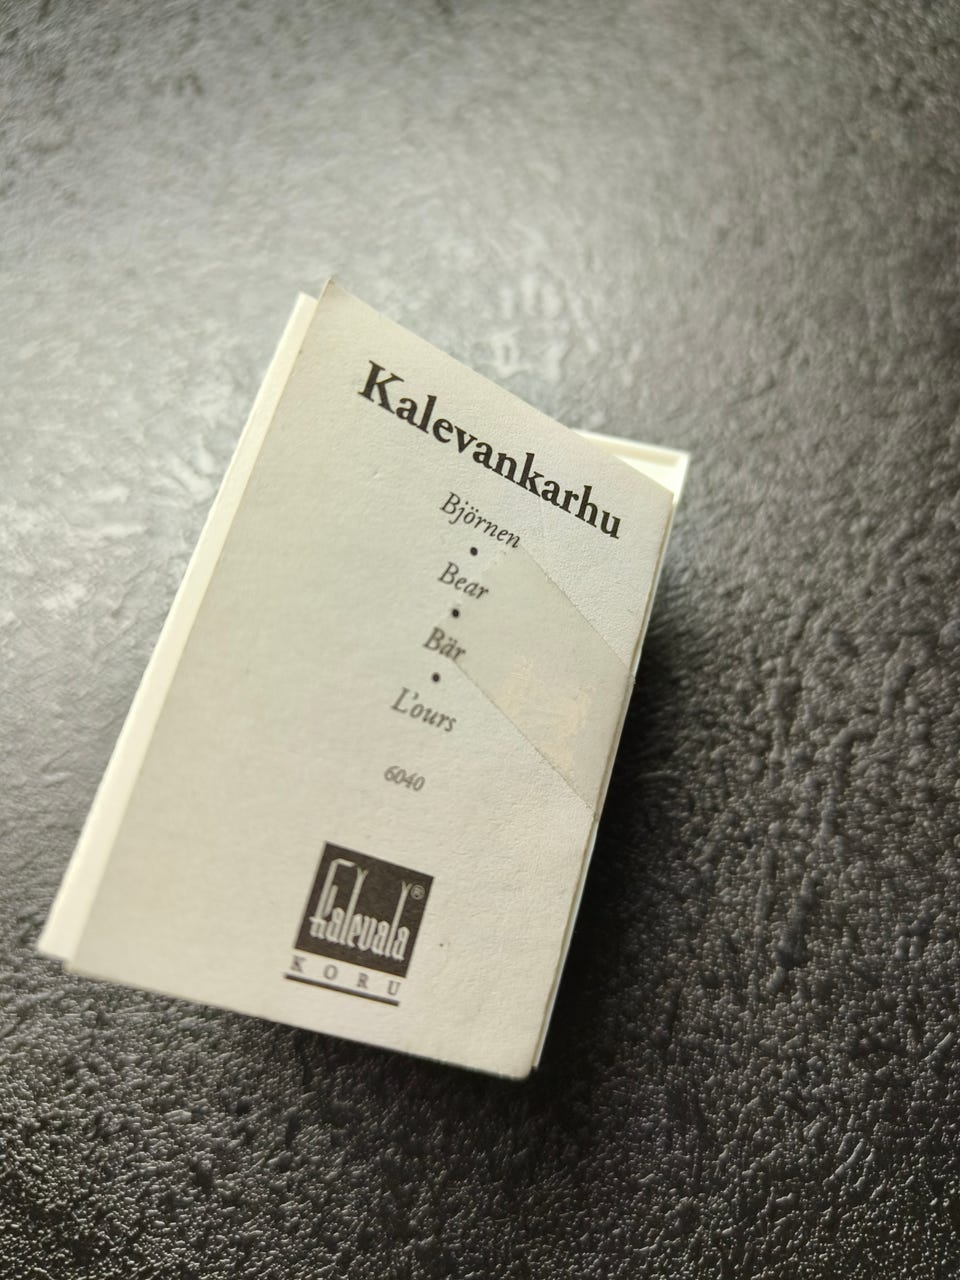 Kalevankarhu
Björnen
•
Bear
•
Bär
•
L'ours
6040
Kalevala®
KORU